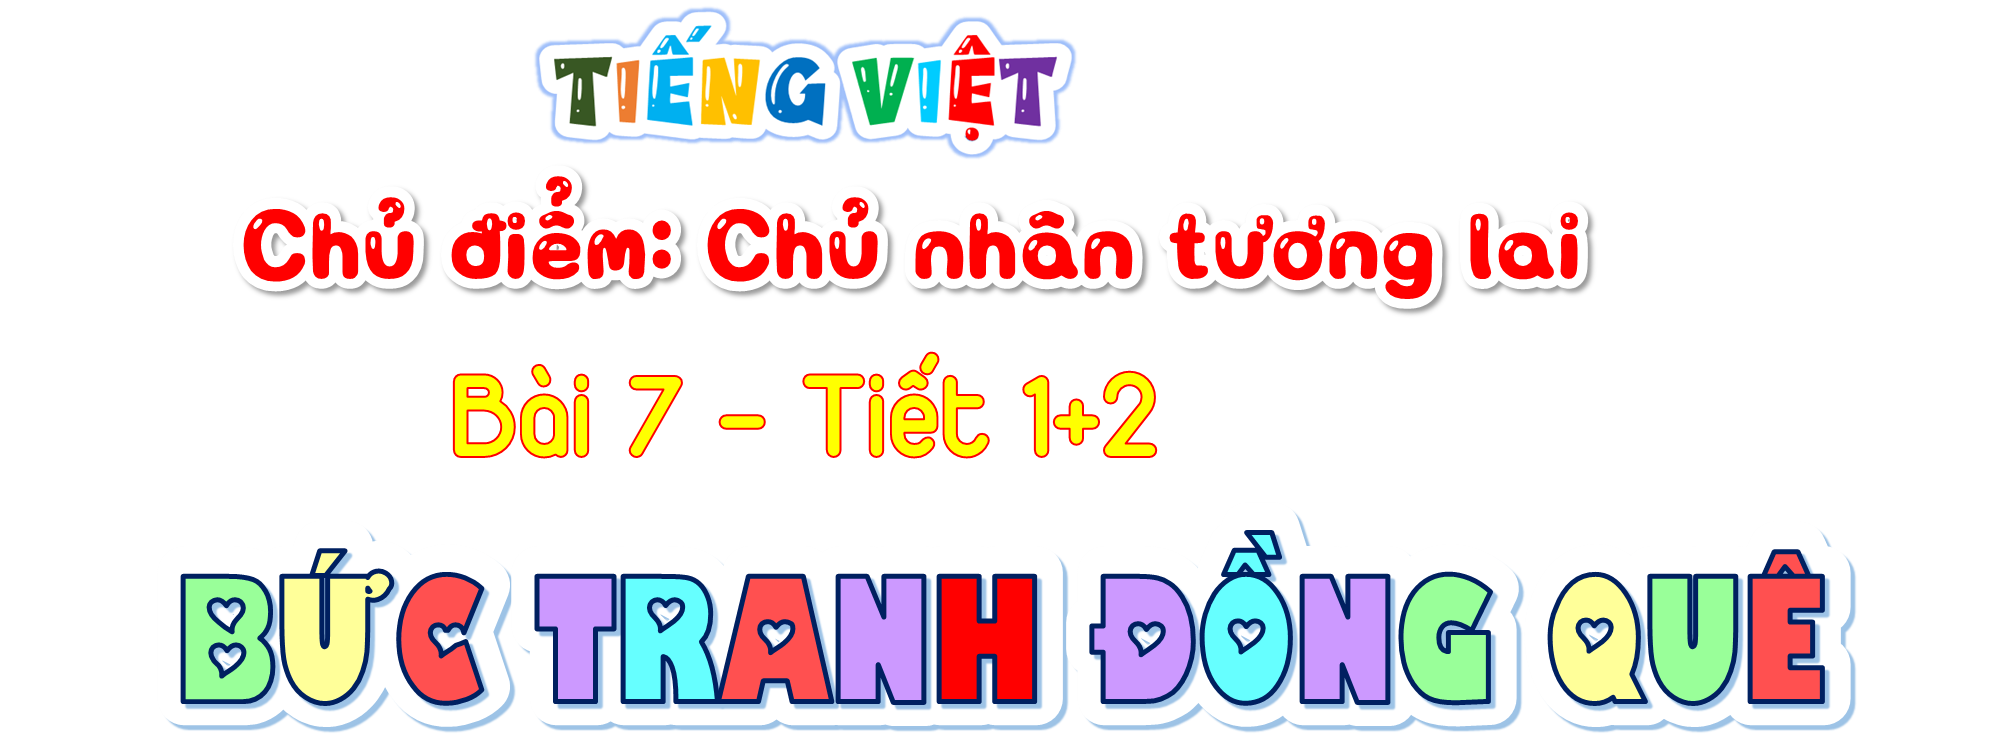 TIẾNG VIỆT
Chủ điểm: Chủ nhân tương lai
Bài 7 - Tiết 1+2
BỨC TRANH ĐỒNG QUÊ